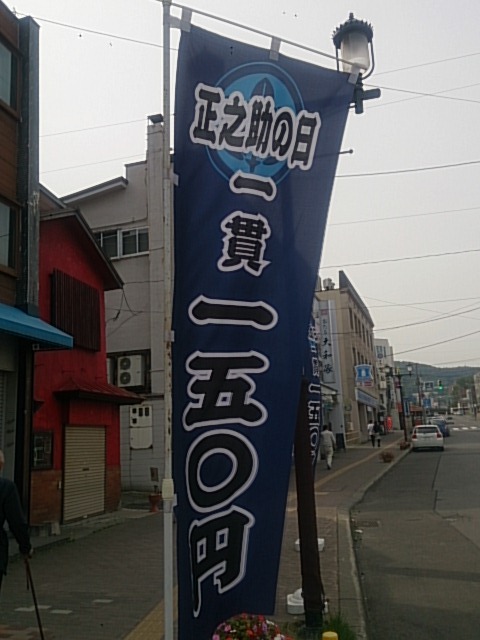 正之助の日
一貫
一五〇円